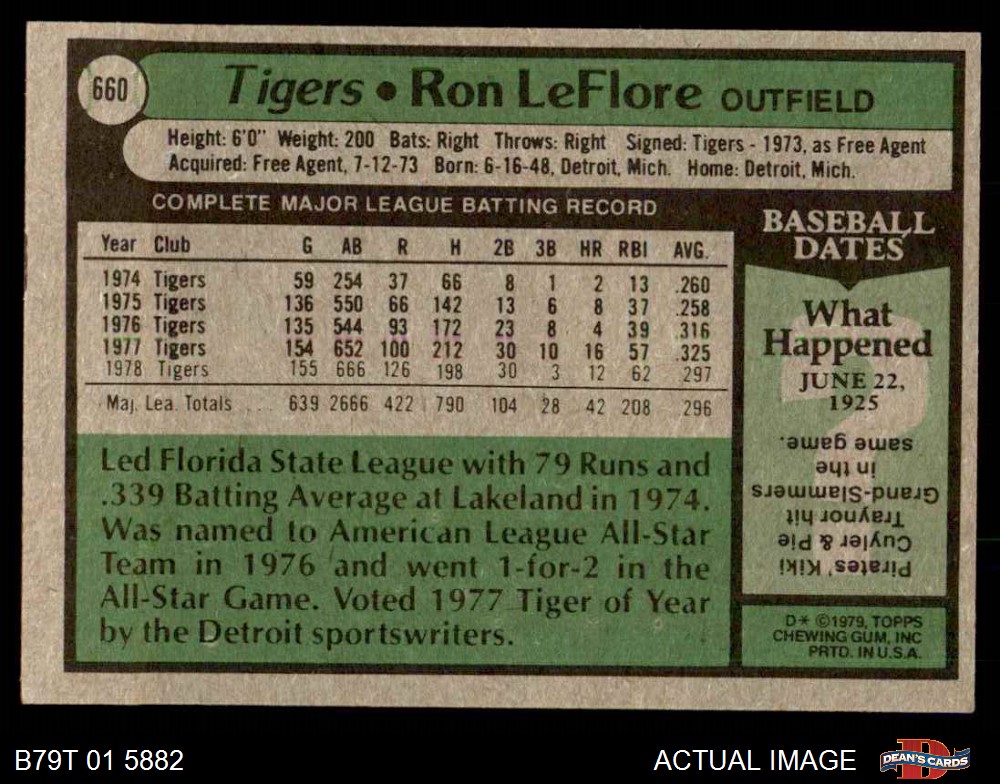 660
Tigers • Ron LeFlore OUTFIELD
Height: 6'0" Weight: 200 Bats: Right Throws: Right Signed: Tigers - 1973, as Free Agent
Acquired: Free Agent, 7-12-73 Born: 6-16-48, Detroit, Mich. Home: Detroit, Mich.
COMPLETE MAJOR LEAGUE BATTING RECORD
Year Club G AB R H 2B 3B HR RBI AVG.
1974 Tigers 59 254 37 66 8 1 2 13 .260
1975 Tigers 136 550 66 142 13 6 8 37 .258
1976 Tigers 135 544 93 172 23 8 4 39 .316
1977 Tigers 154 652 100 212 30 10 16 57 .325
1978 Tigers 155 666 126 198 30 3 12 62 .297
Maj. Lea. Totals ... 639 2666 422 790 104 28 42 208 .296
Led Florida State League with 79 Runs and
.339 Batting Average at Lakeland in 1974.
Was named to American League All-Star
Team in 1976 and went 1-for-2 in the
All-Star Game. Voted 1977 Tiger of Year
by the Detroit sportswriters.
BASEBALL
DATES
What
Happened
JUNE 22,
1925
?
Pirates' Kiki
Cuyler & Pie
Traynor hit
Grand-Slammers
in the
same game.
D* ©1979, TOPPS
CHEWING GUM, INC
PRTD. IN U.S.A.
B79T 01 5882
ACTUAL IMAGE
D
DEAN'S CARDS